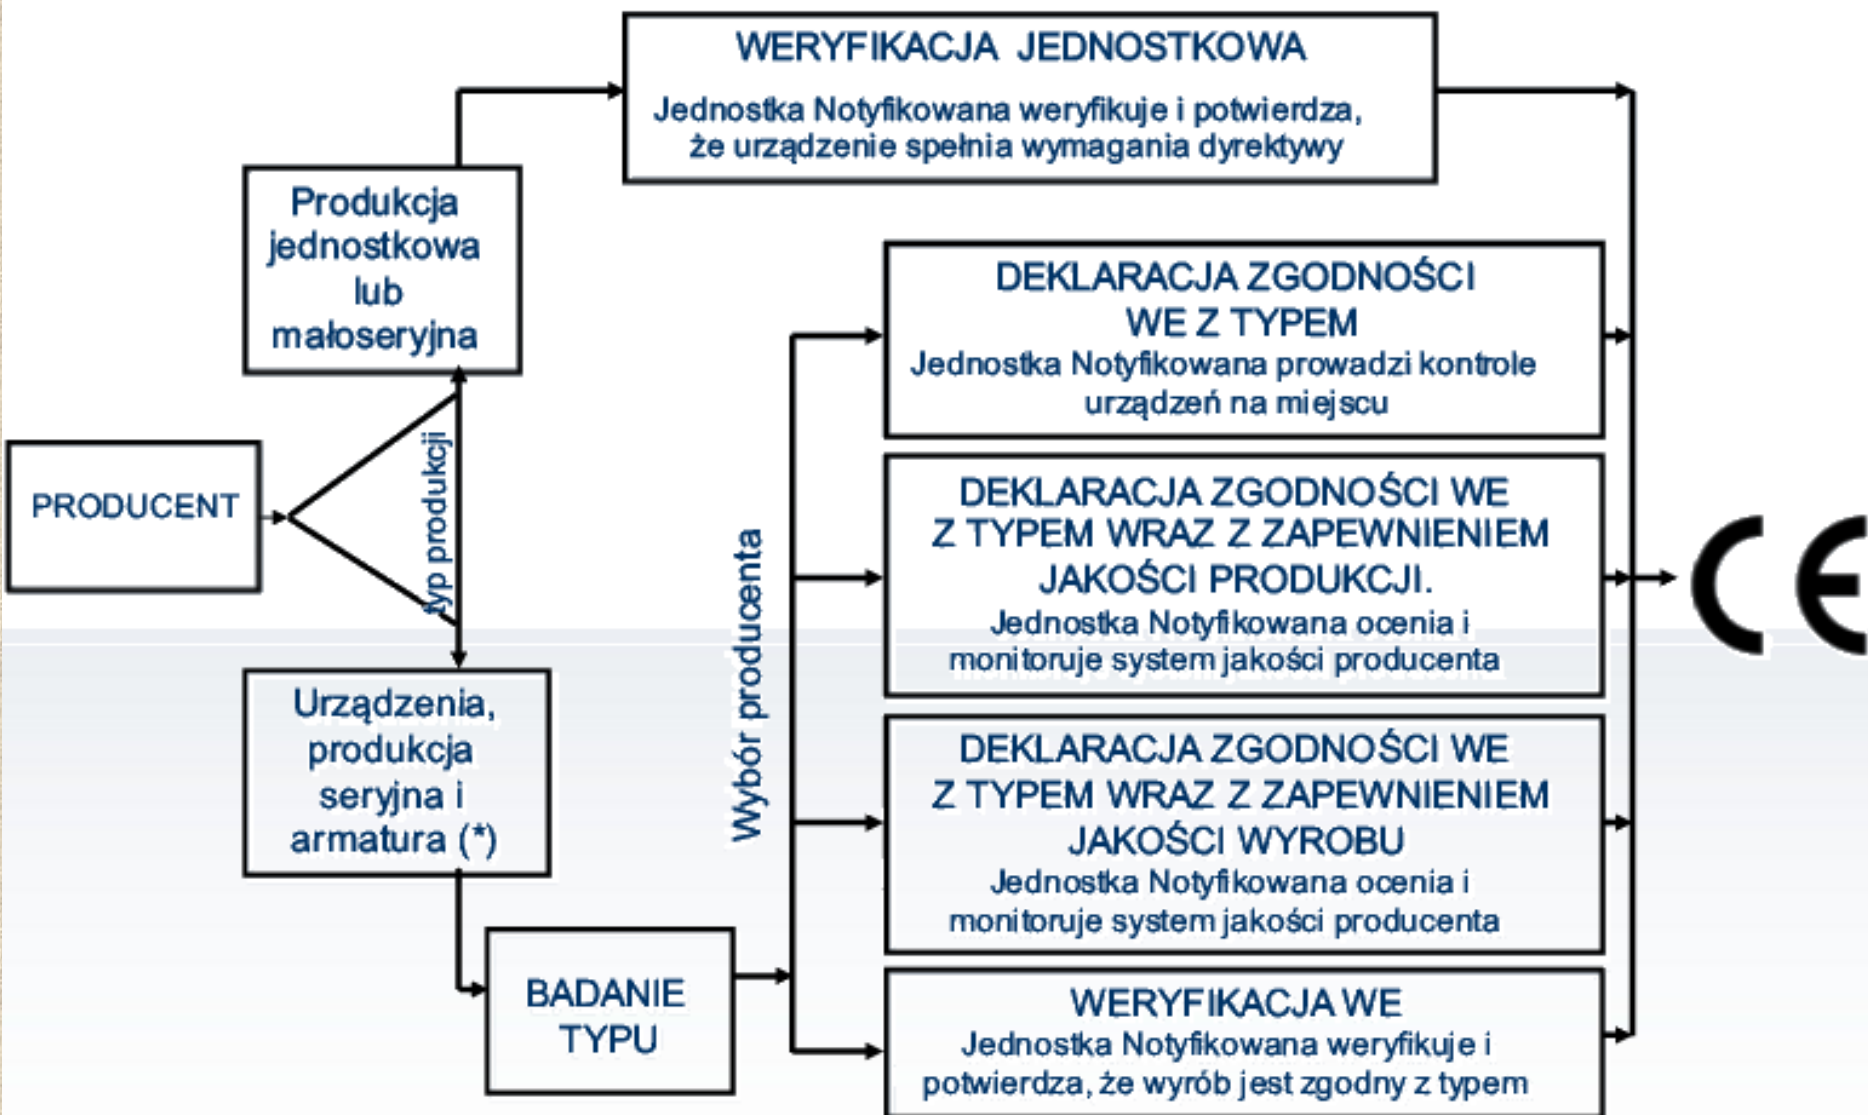 WERYFIKACJA JEDNOSTKOWA
Jednostka Notyfikowana weryfikuje i potwierdza,
że urządzenie spełnia wymagania dyrektywy
Produkcja
jednostkowa
lub
małoseryjna
PRODUCENT
typ produkcji
Urządzenia,
produkcja
seryjna i
armatura (*)
BADANIE
TYPU
Wybór producenta
DEKLARACJA ZGODNOŚCI
WE Z TYPEM
Jednostka Notyfikowana prowadzi kontrole
urządzeń na miejscu
DEKLARACJA ZGODNOŚCI WE
Z TYPEM WRAZ Z ZAPEWNIENIEM
JAKOŚCI PRODUKCJI.
Jednostka Notyfikowana ocenia i
monitoruje system jakości producenta
DEKLARACJA ZGODNOŚCI WE
Z TYPEM WRAZ Z ZAPEWNIENIEM
JAKOŚCI WYROBU
Jednostka Notyfikowana ocenia i
monitoruje system jakości producenta
WERYFIKACJA WE
Jednostka Notyfikowana weryfikuje i
potwierdza, że wyrób jest zgodny z typem
CE